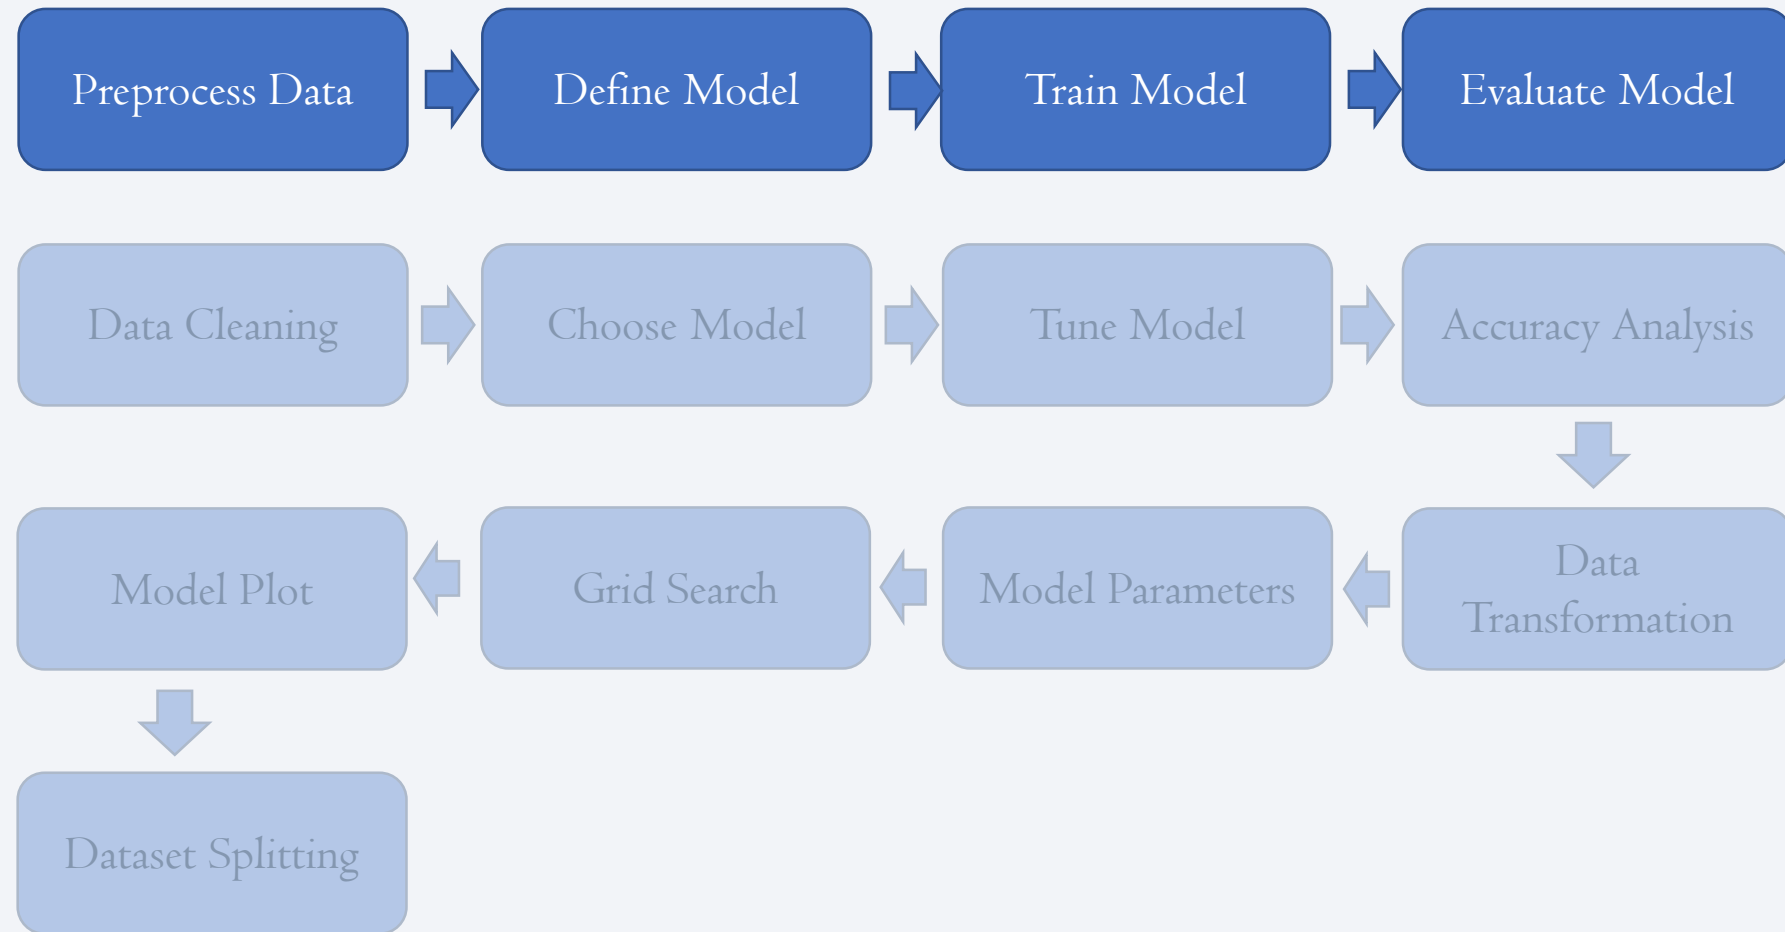 Preprocess Data
Define Model
Train Model
Evaluate Model
Data Cleaning
Choose Model
Tune Model
Accuracy Analysis
Model Plot
Grid Search
Model Parameters
Data
Transformation
Dataset Splitting